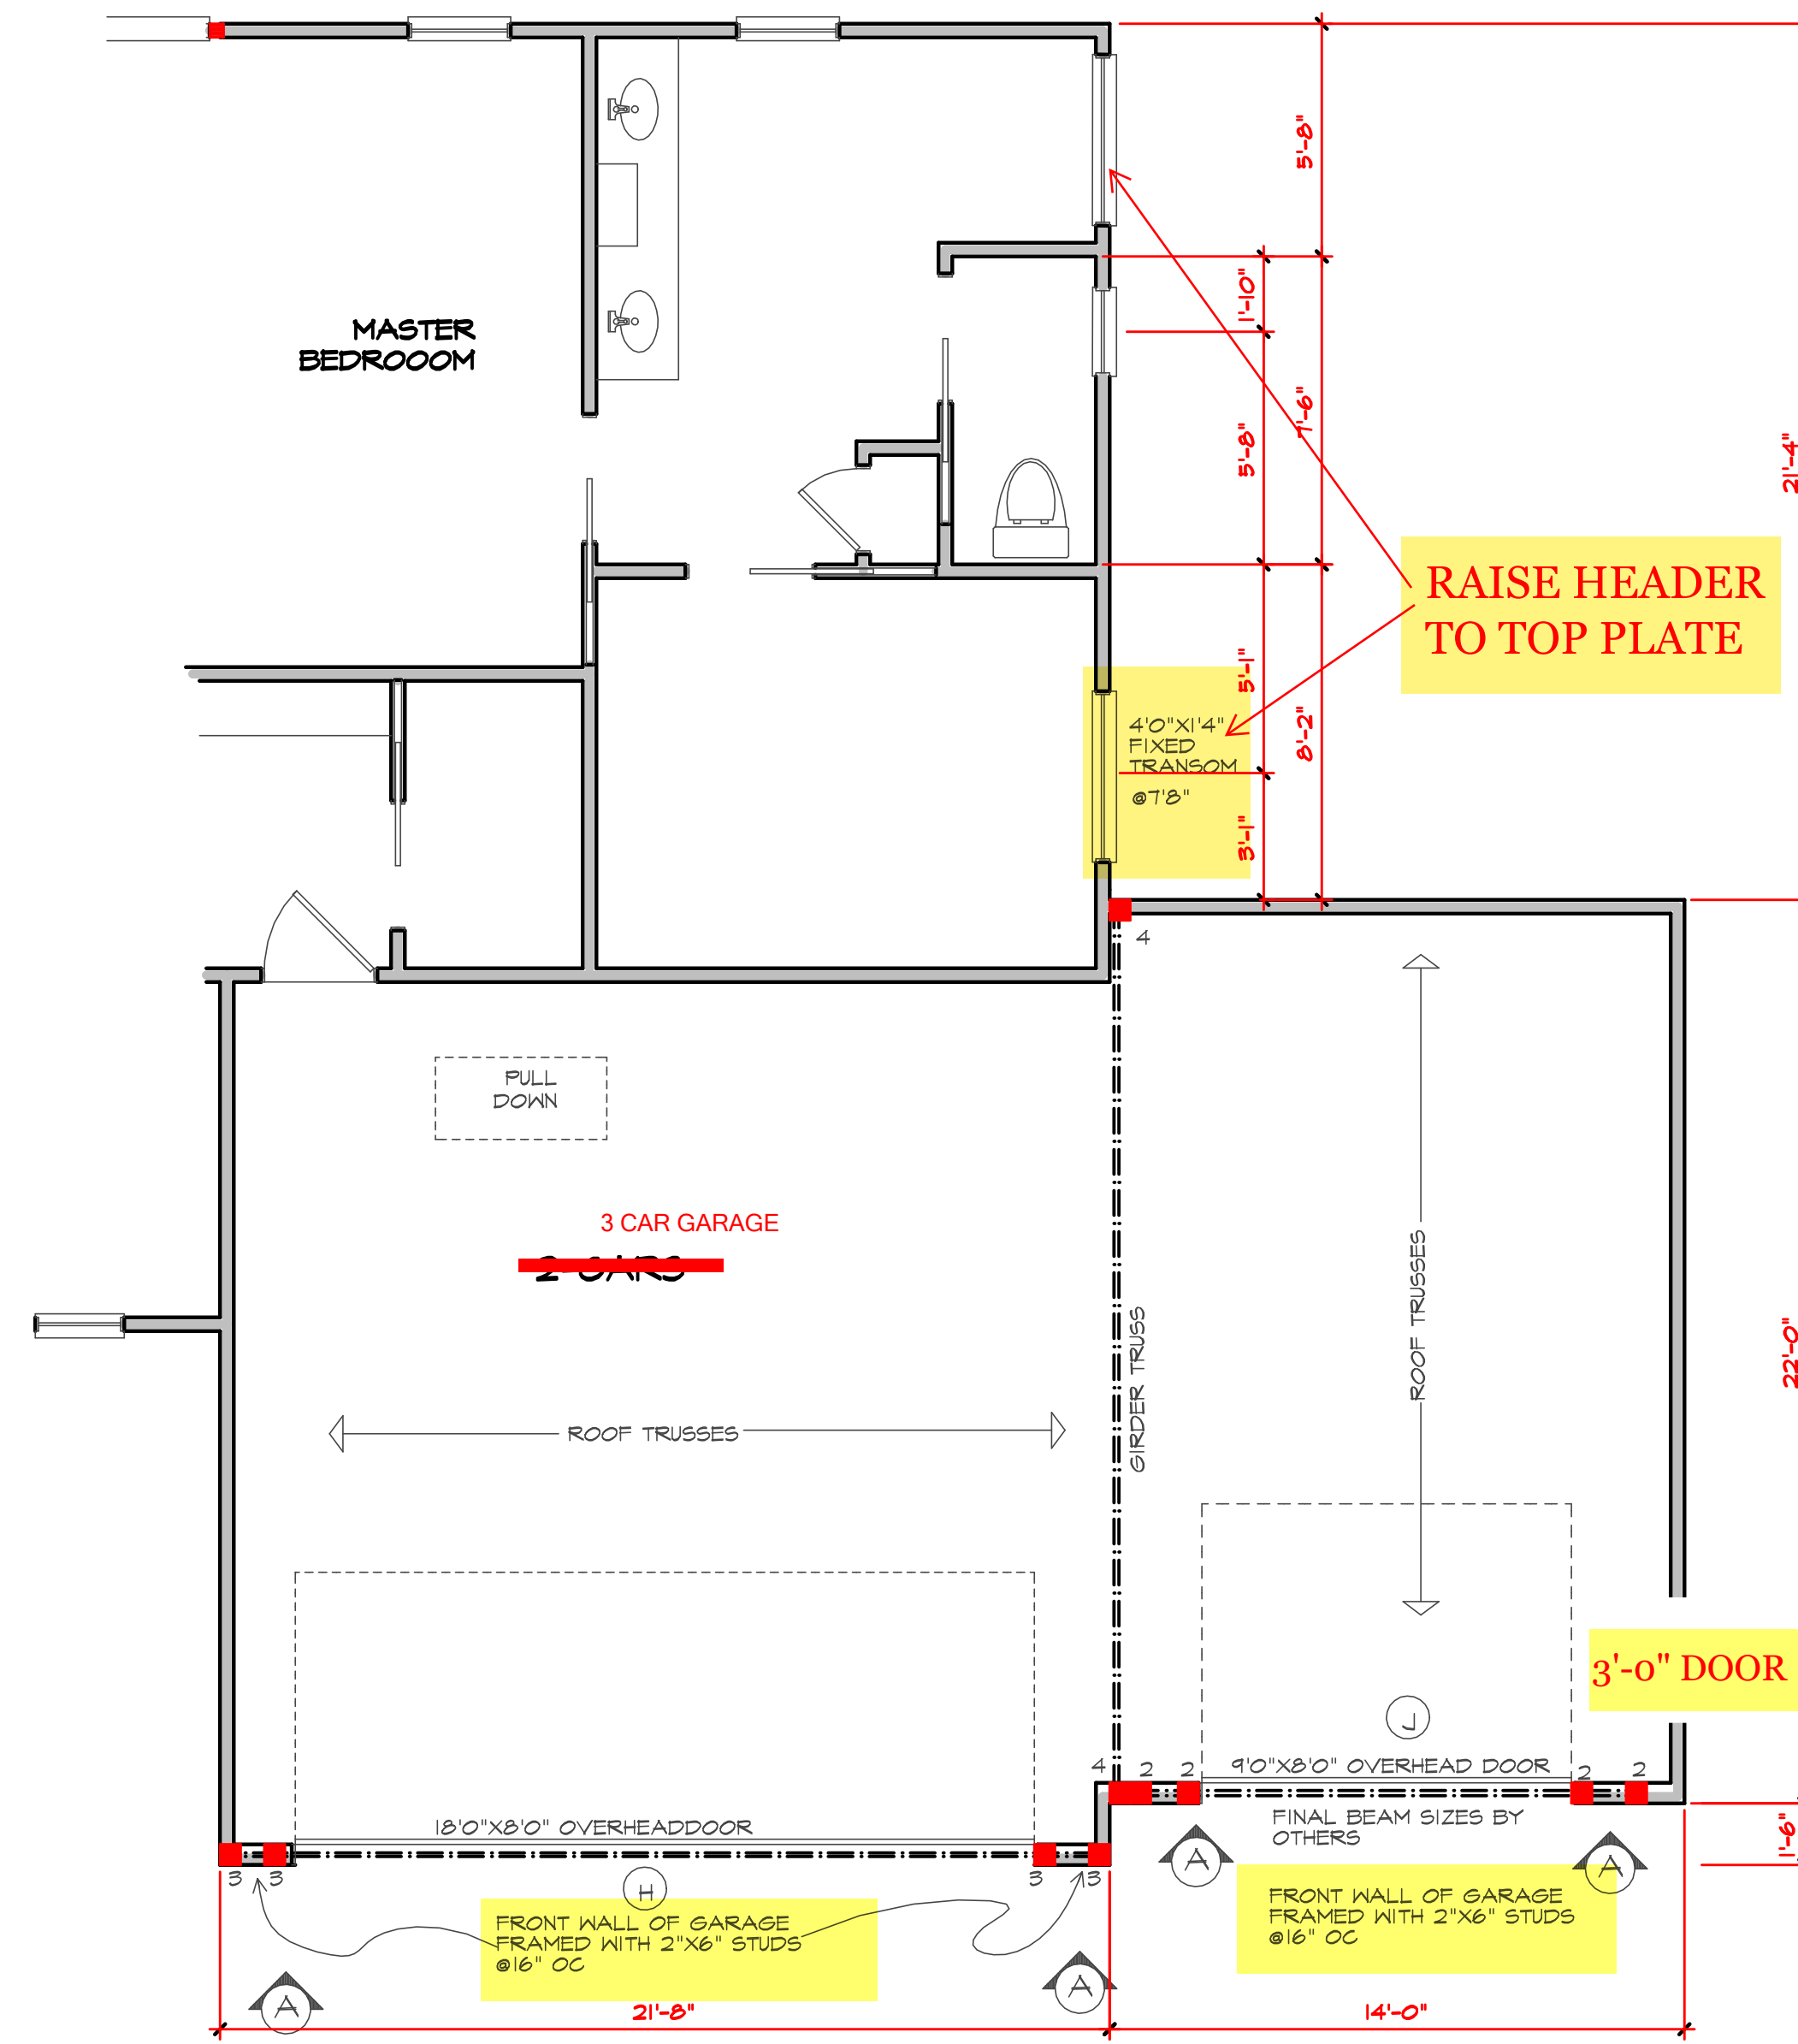 5'-8"
1'-10"
MASTER
BEDROOOM
5'-8"
7'-6"
21'-4"
RAISE HEADER
TO TOP PLATE
5'-1"
8'-2"
4'0"X1'4"
FIXED
TRANSOM
@7'8"
3'-1"
4
PULL
DOWN
3 CAR GARAGE
2 CARS
ROOF TRUSSES
GIRDER TRUSS
ROOF TRUSSES
22'-0"
3'-0" DOOR
J
4
2
2
9'0"X8'0" OVERHEAD DOOR
2
2
FINAL BEAM SIZES BY
OTHERS
1'-6"
18'0"X8'0" OVERHEADDOOR
3
3
H
3
3
A
A
FRONT WALL OF GARAGE
FRAMED WITH 2"X6" STUDS
@16" OC
FRONT WALL OF GARAGE
FRAMED WITH 2"X6" STUDS
@16" OC
A
A
21'-8"
14'-0"